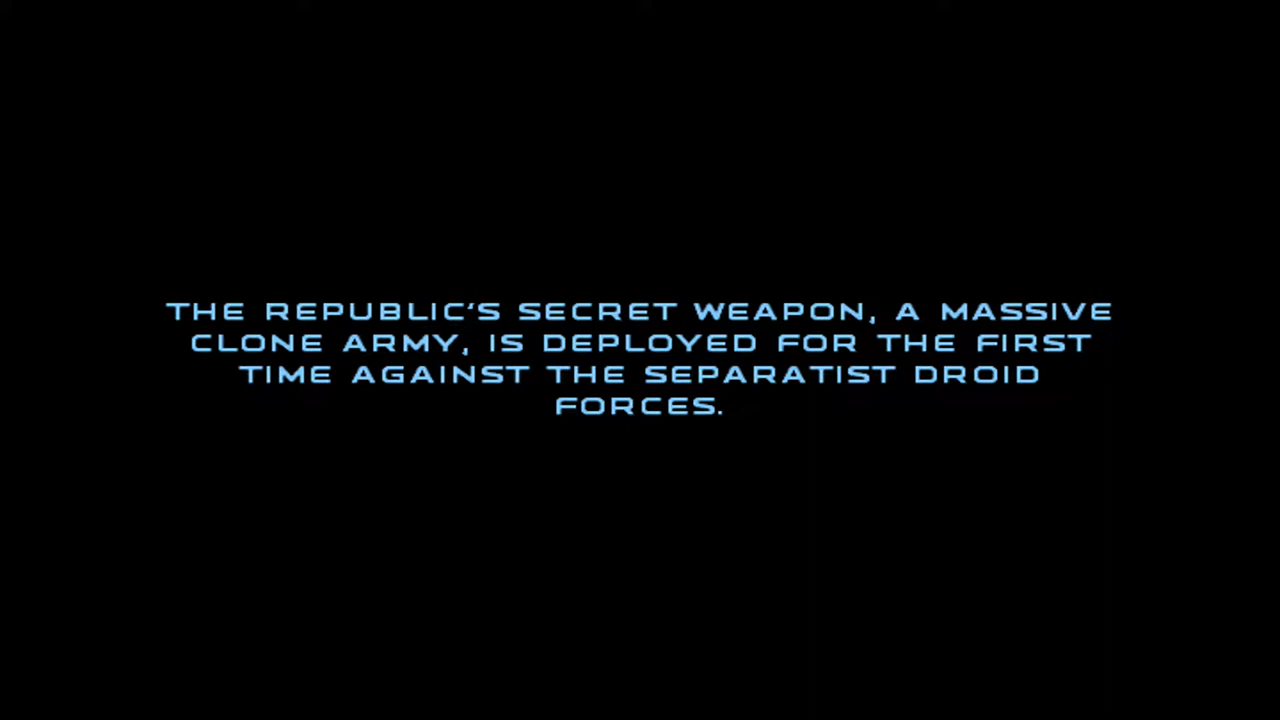 THE REPUBLIC'S SECRET WEAPON, A MASSIVE
CLONE ARMY, IS DEPLOYED FOR THE FIRST
TIME AGAINST THE SEPARATIST DROID
FORCES.